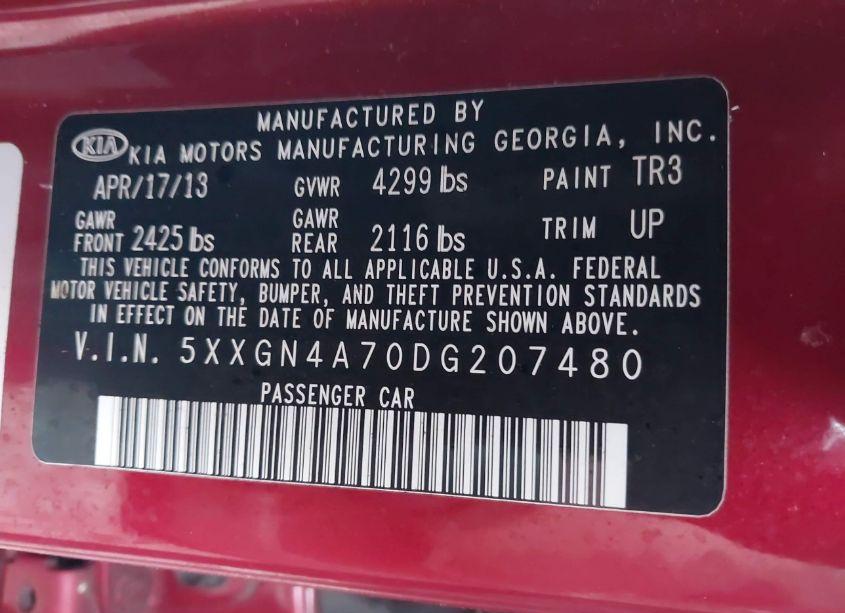 MANUFACTURED BY
KIA KIA MOTORS MANUFACTURING GEORGIA, INC.
APR/17/13 GVWR 4299 lbs PAINT TR3
GAWR FRONT 2425 lbs GAWR REAR 2116 lbs TRIM UP
THIS VEHICLE CONFORMS TO ALL APPLICABLE U.S.A. FEDERAL
MOTOR VEHICLE SAFETY, BUMPER, AND THEFT PREVENTION STANDARDS
IN EFFECT ON THE DATE OF MANUFACTURE SHOWN ABOVE.
V.I.N. 5XXGN4A70DG207480
PASSENGER CAR